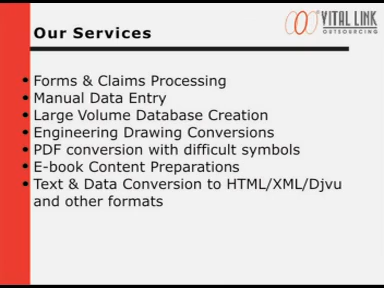 Our Services
VITAL LINK
OUTSOURCING
• Forms & Claims Processing
• Manual Data Entry
• Large Volume Database Creation
• Engineering Drawing Conversions
• PDF conversion with difficult symbols
• E-book Content Preparations
• Text & Data Conversion to HTML/XML/Djvu
and other formats